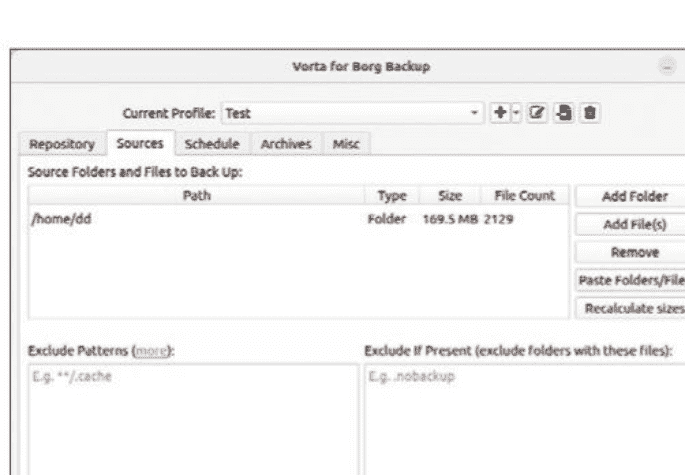 Vorta for Borg Backup
Current Profile: Test
Repository Sources Schedule Archives Misc
Source Folders and Files to Back Up:
Path Type Size File Count
/home/dd Folder 169.5 MB 2129
Add Folder
Add File(s)
Remove
Paste Folders/File
Recalculate sizes
Exclude Patterns (more): Exclude If Present (exclude folders with these files):
E.g. **/.cache E.g. .nobackup